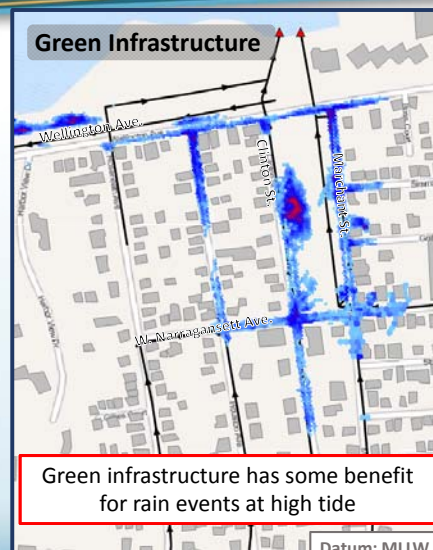 Green Infrastructure
Wellington Ave.
Clinton St.
Marchant St.
Harbor View Dr
W. Narragansett Ave.
Green infrastructure has some benefit
for rain events at high tide
Datum: MLLW